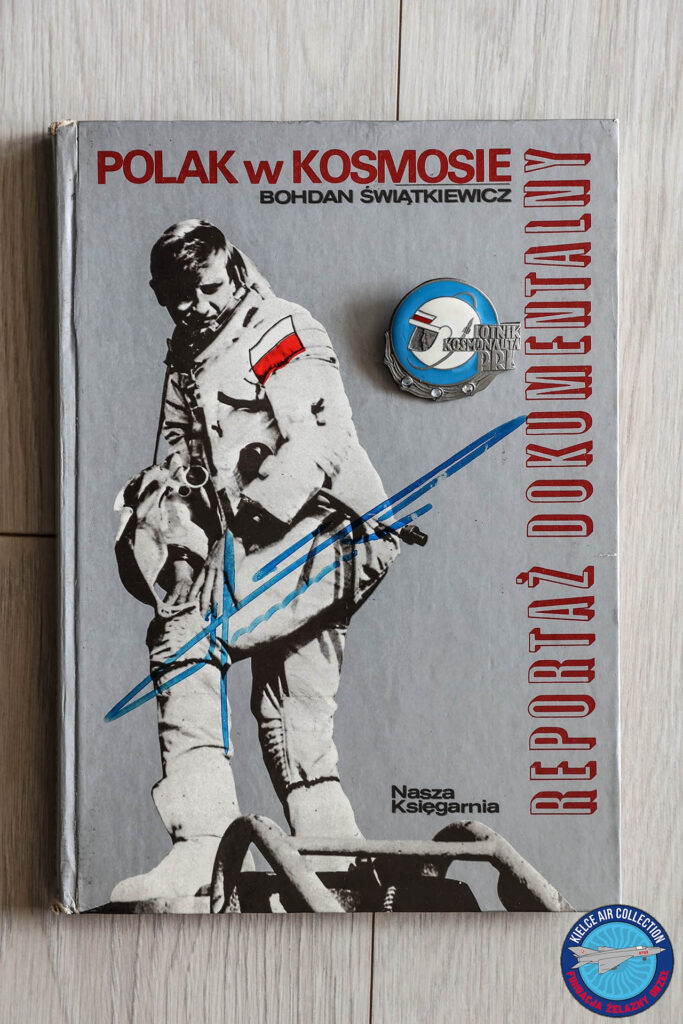 POLAK w KOSMOSIE
BOHDAN ŚWIĄTKIEWICZ
REPORTAŻ DOKUMENTALNY
LOTNIK
KOSMONAUTA
PRL
Nasza
Księgarnia
KIELCE AIR COLLECTION
FUNDACJA ŻELAZNY ORZEŁ